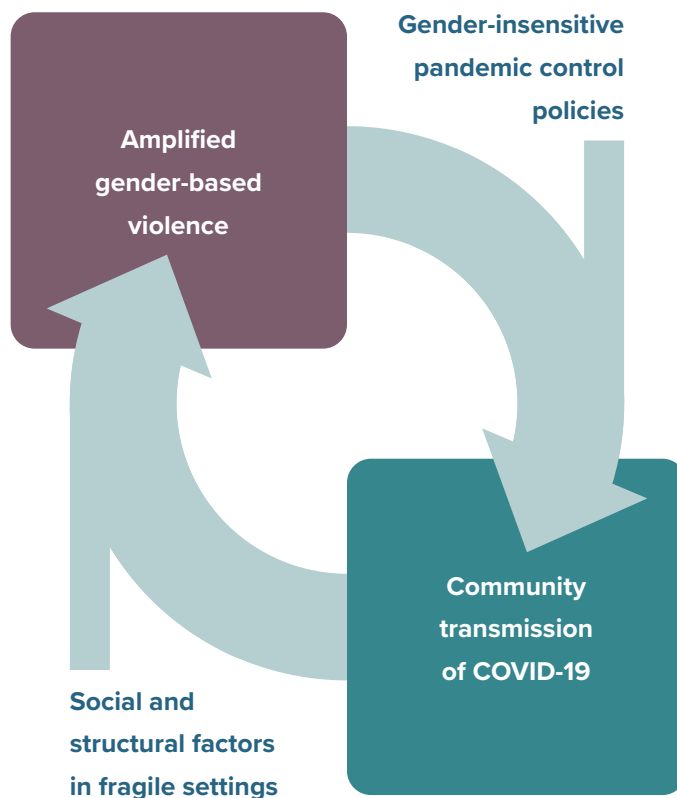 Gender-insensitive
pandemic control
policies
Amplified
gender-based
violence
Community
transmission
of COVID-19
Social and
structural factors
in fragile settings